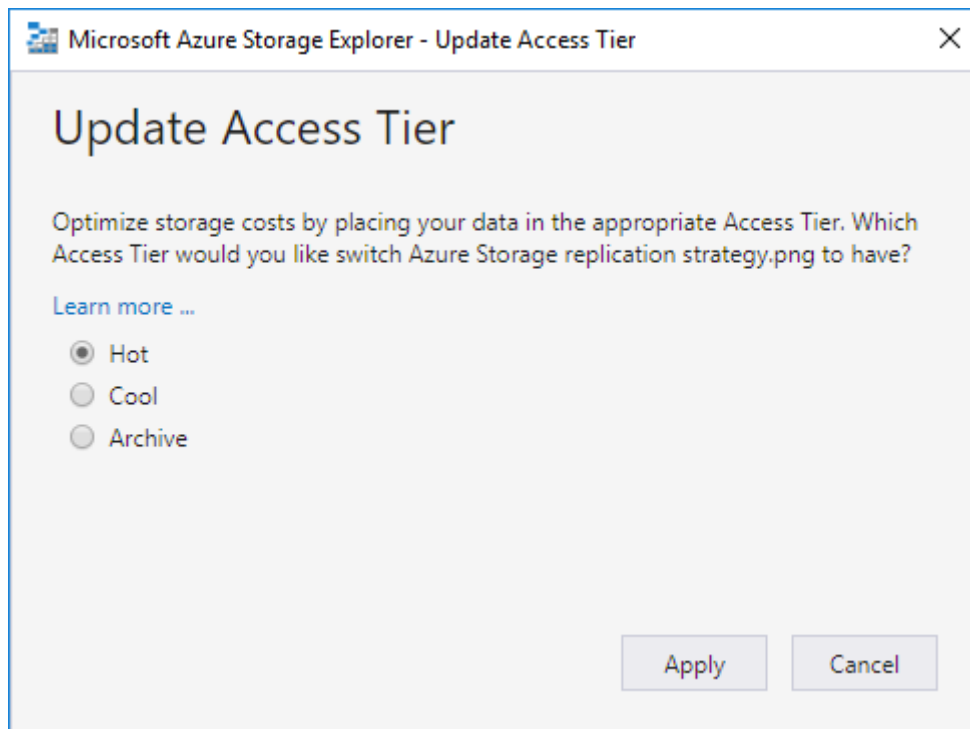 Microsoft Azure Storage Explorer - Update Access Tier
Update Access Tier
Optimize storage costs by placing your data in the appropriate Access Tier. Which
Access Tier would you like switch Azure Storage replication strategy.png to have?
Learn more ...
Hot
Cool
Archive
Apply Cancel